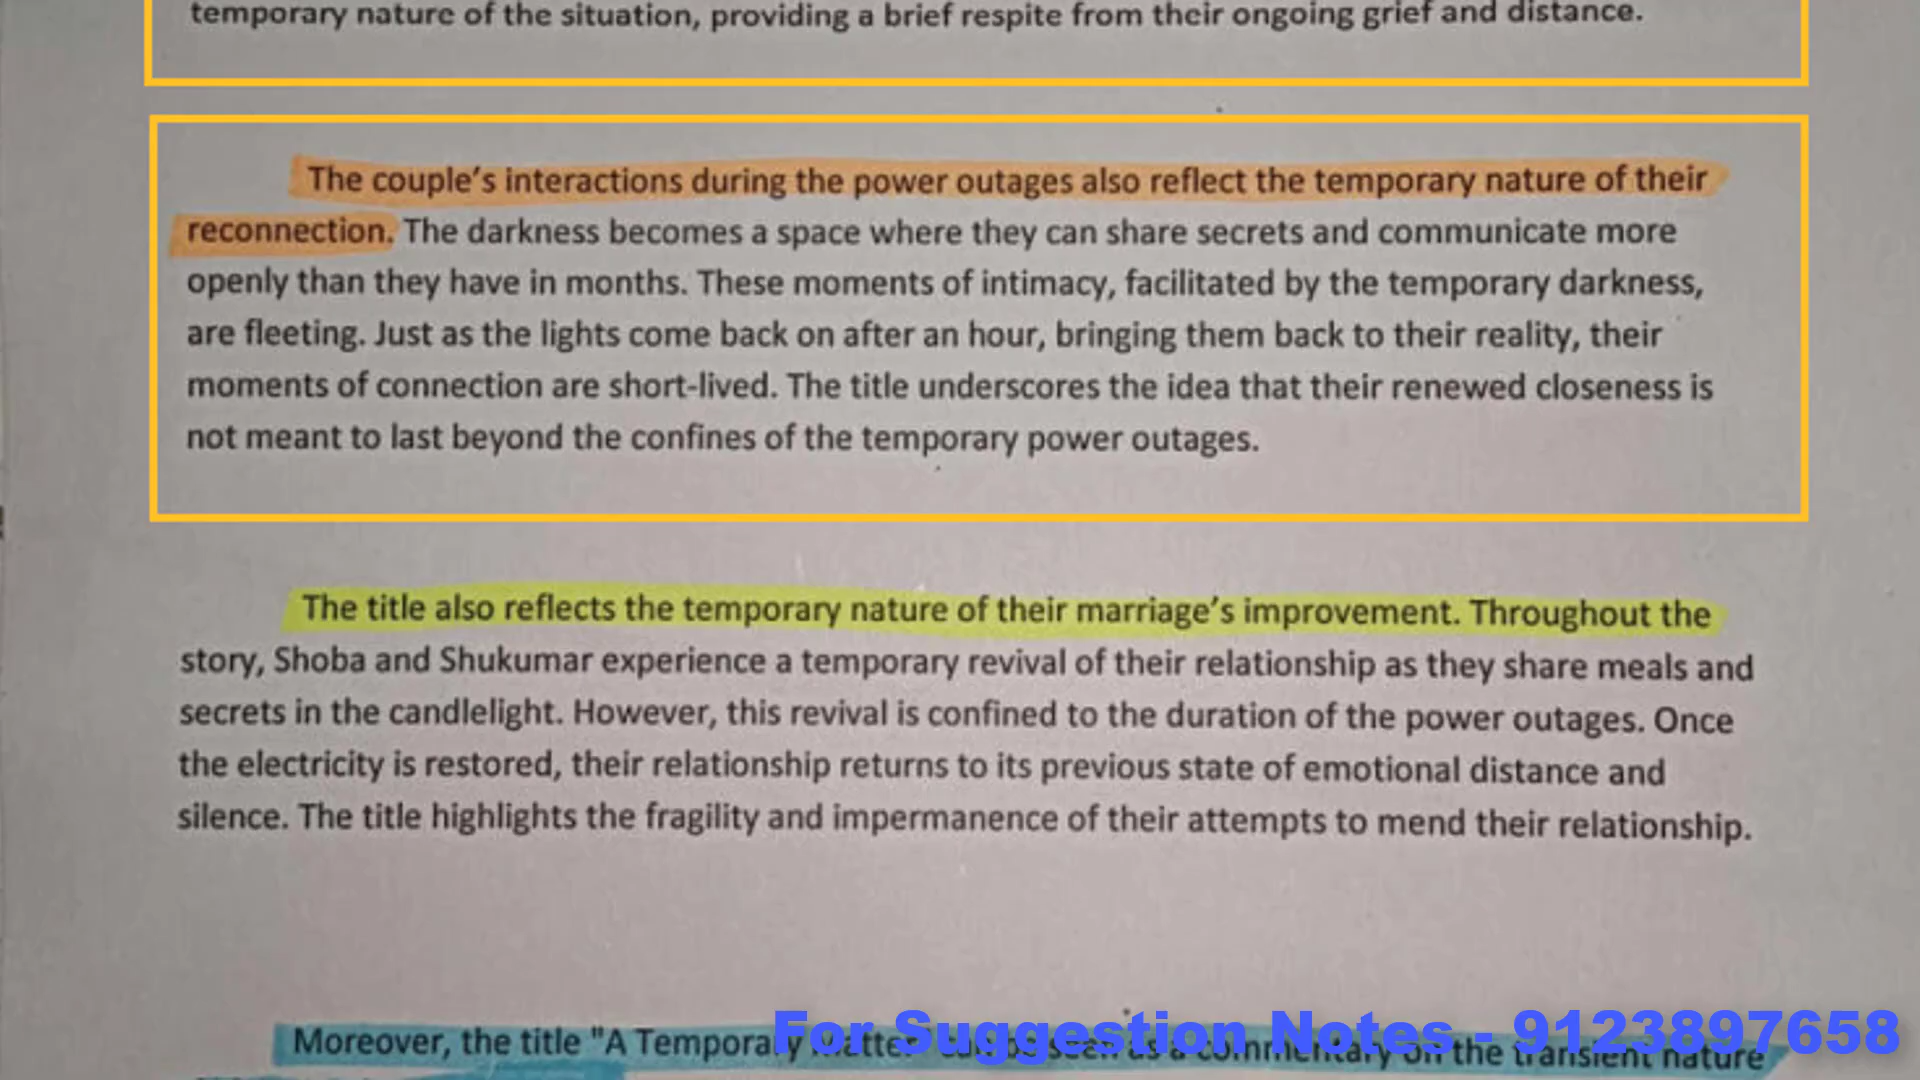 temporary nature of the situation, providing a brief respite from their ongoing grief and distance.
The couple's interactions during the power outages also reflect the temporary nature of their
reconnection. The darkness becomes a space where they can share secrets and communicate more
openly than they have in months. These moments of intimacy, facilitated by the temporary darkness,
are fleeting. Just as the lights come back on after an hour, bringing them back to their reality, their
moments of connection are short-lived. The title underscores the idea that their renewed closeness is
not meant to last beyond the confines of the temporary power outages.
The title also reflects the temporary nature of their marriage's improvement. Throughout the
story, Shoba and Shukumar experience a temporary revival of their relationship as they share meals and
secrets in the candlelight. However, this revival is confined to the duration of the power outages. Once
the electricity is restored, their relationship returns to its previous state of emotional distance and
silence. The title highlights the fragility and impermanence of their attempts to mend their relationship.
Moreover, the title "A Temporary Matter" can be seen as a commentary on the transient nature
For Suggestion Notes - 9123897658